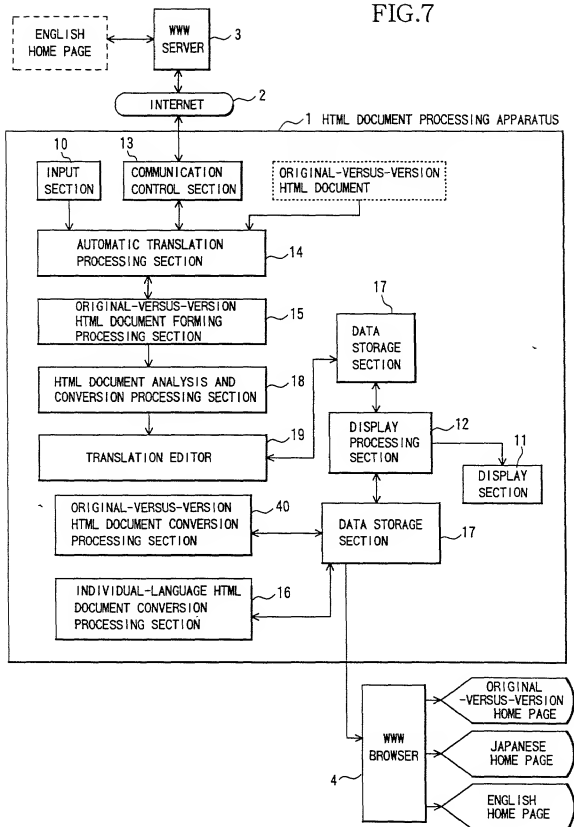 FIG.7
ENGLISH
HOME PAGE
WWW
SERVER
3
INTERNET
2
1 HTML DOCUMENT PROCESSING APPARATUS
10
INPUT
SECTION
13
COMMUNICATION
CONTROL SECTION
ORIGINAL-VERSUS-VERSION
HTML DOCUMENT
AUTOMATIC TRANSLATION
PROCESSING SECTION
14
ORIGINAL-VERSUS-VERSION
HTML DOCUMENT FORMING
PROCESSING SECTION
15
17
DATA
STORAGE
SECTION
HTML DOCUMENT ANALYSIS AND
CONVERSION PROCESSING SECTION
18
TRANSLATION EDITOR
19
DISPLAY
PROCESSING
SECTION
12
11
DISPLAY
SECTION
ORIGINAL-VERSUS-VERSION
HTML DOCUMENT CONVERSION
PROCESSING SECTION
40
DATA STORAGE
SECTION
17
INDIVIDUAL-LANGUAGE HTML
DOCUMENT CONVERSION
PROCESSING SECTION
16
WWW
BROWSER
4
ORIGINAL
-VERSUS-VERSION
HOME PAGE
JAPANESE
HOME PAGE
ENGLISH
HOME PAGE